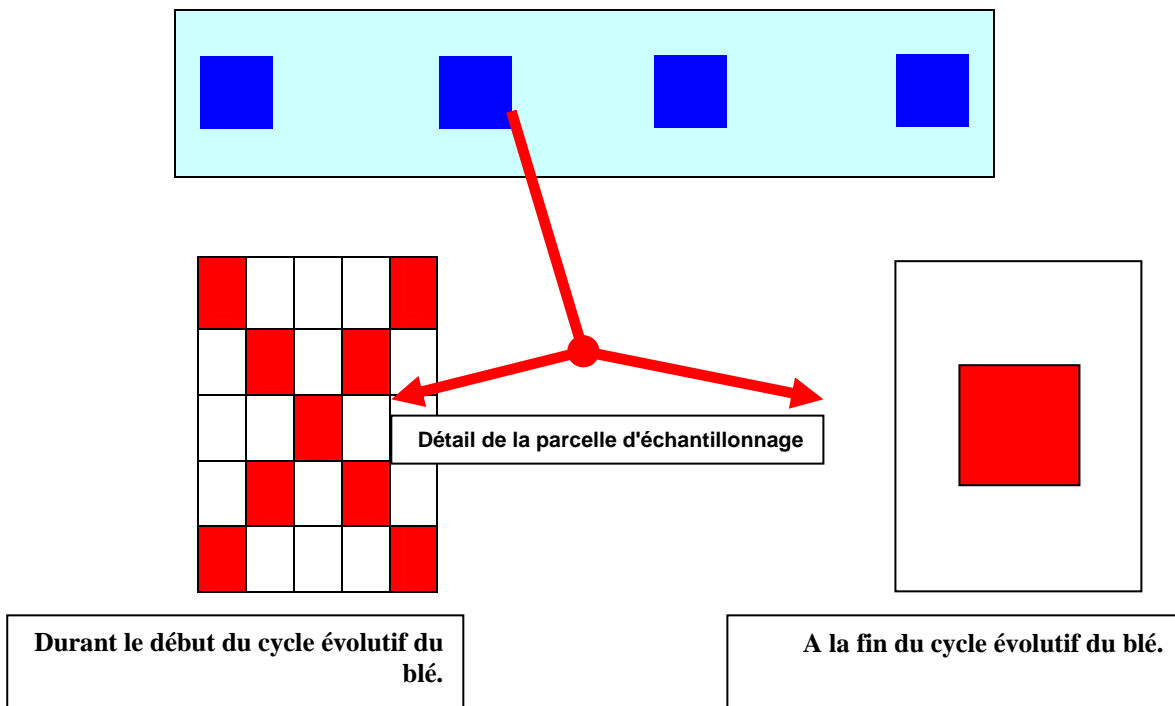 Détail de la parcelle d'échantillonnage
Durant le début du cycle évolutif du
blé.
A la fin du cycle évolutif du blé.